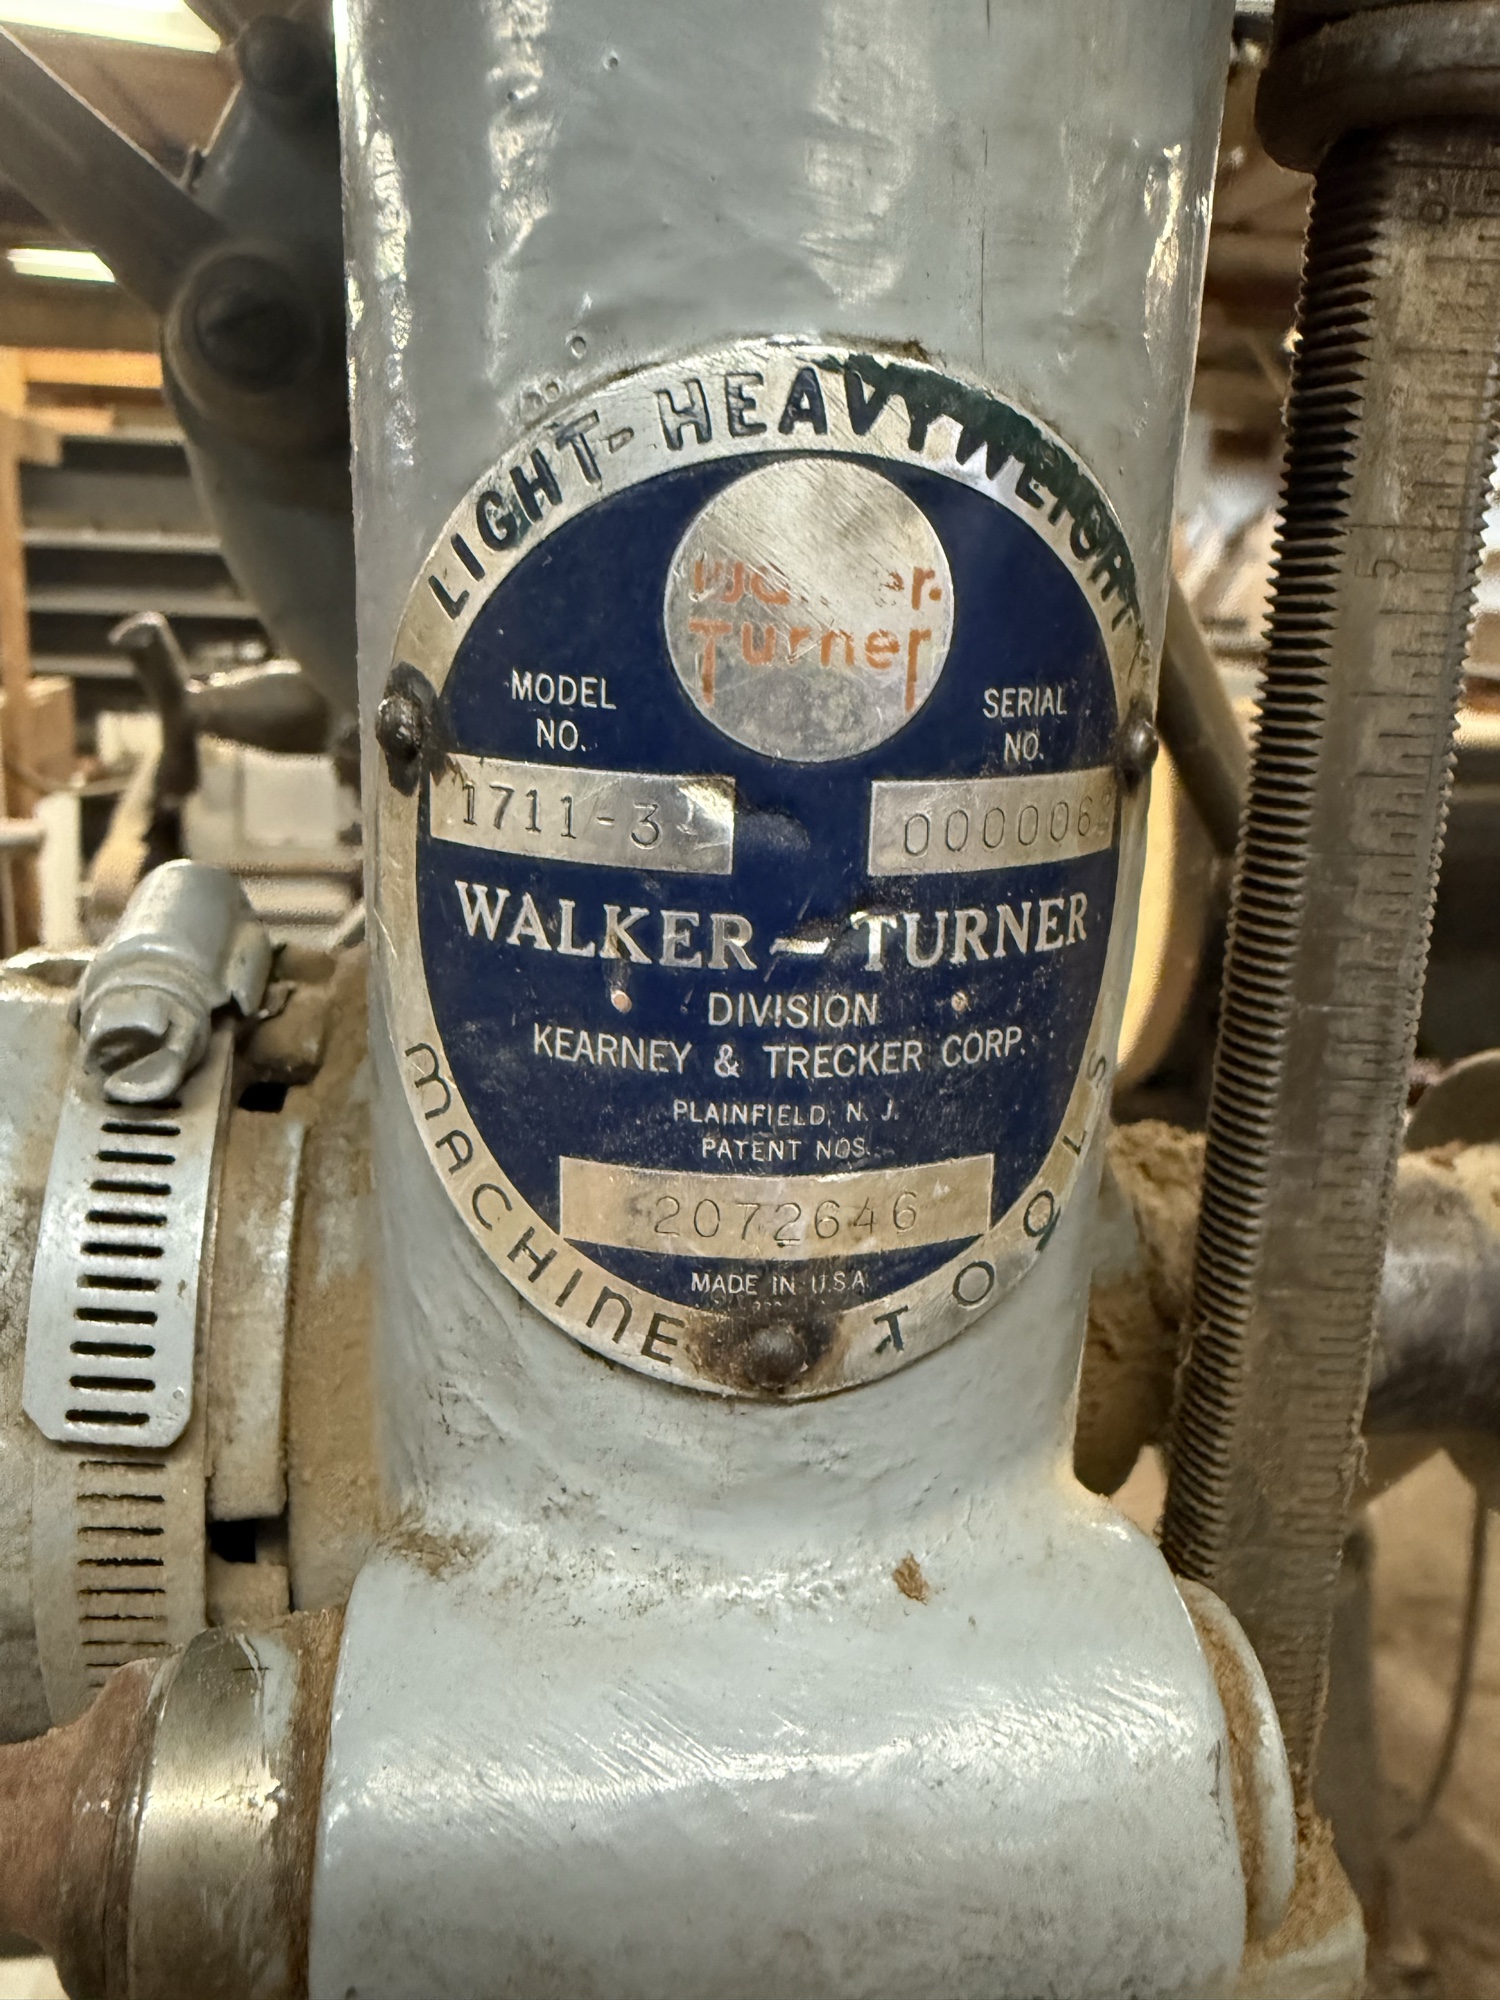 LIGHT-HEAVYWEIGHT
Turner
MODEL
NO.
SERIAL
NO.
1711-3
WALKER-TURNER
DIVISION
KEARNEY & TRECKER CORP.
PLAINFIELD, N. J.
PATENT NOS.
2072646
MADE IN U.S.A.
MACHINE TOOLS
5